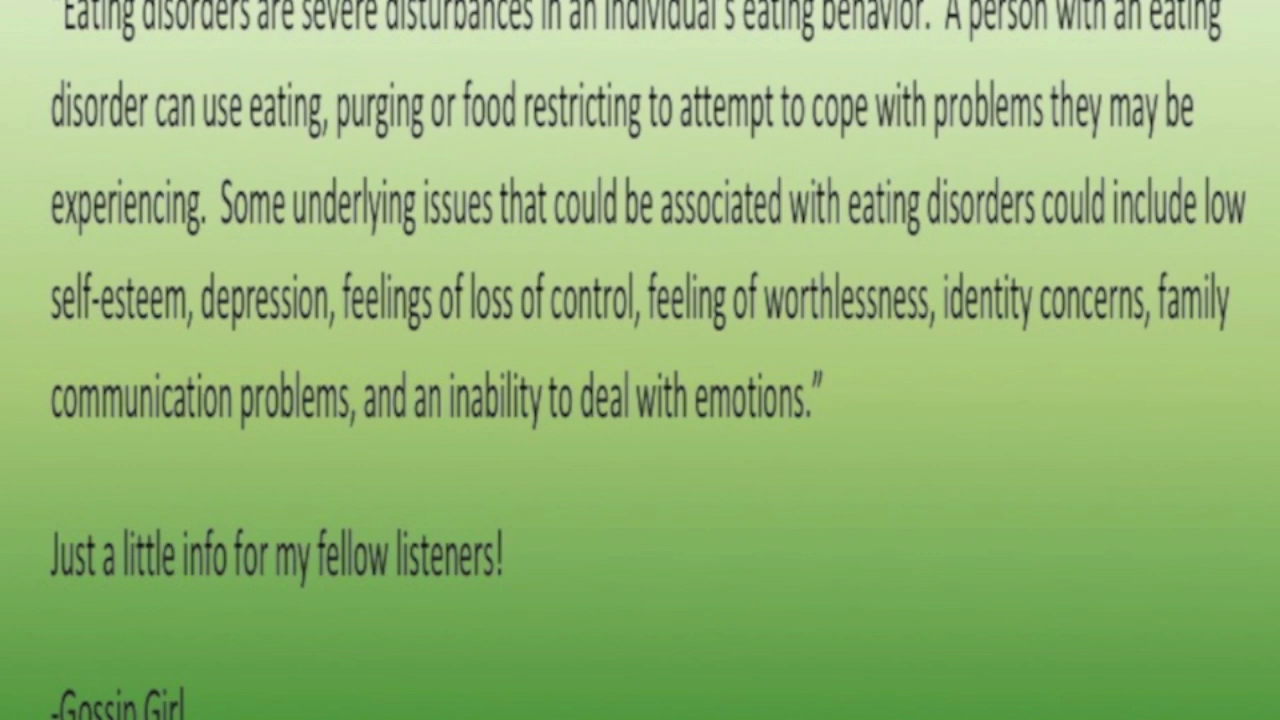 "Eating disorders are severe disturbances in an individual's eating behavior.  A person with an eating
disorder can use eating, purging or food restricting to attempt to cope with problems they may be
experiencing.  Some underlying issues that could be associated with eating disorders could include low
self-esteem, depression, feelings of loss of control, feeling of worthlessness, identity concerns, family
communication problems, and an inability to deal with emotions.”
Just a little info for my fellow listeners!
-Gossip Girl